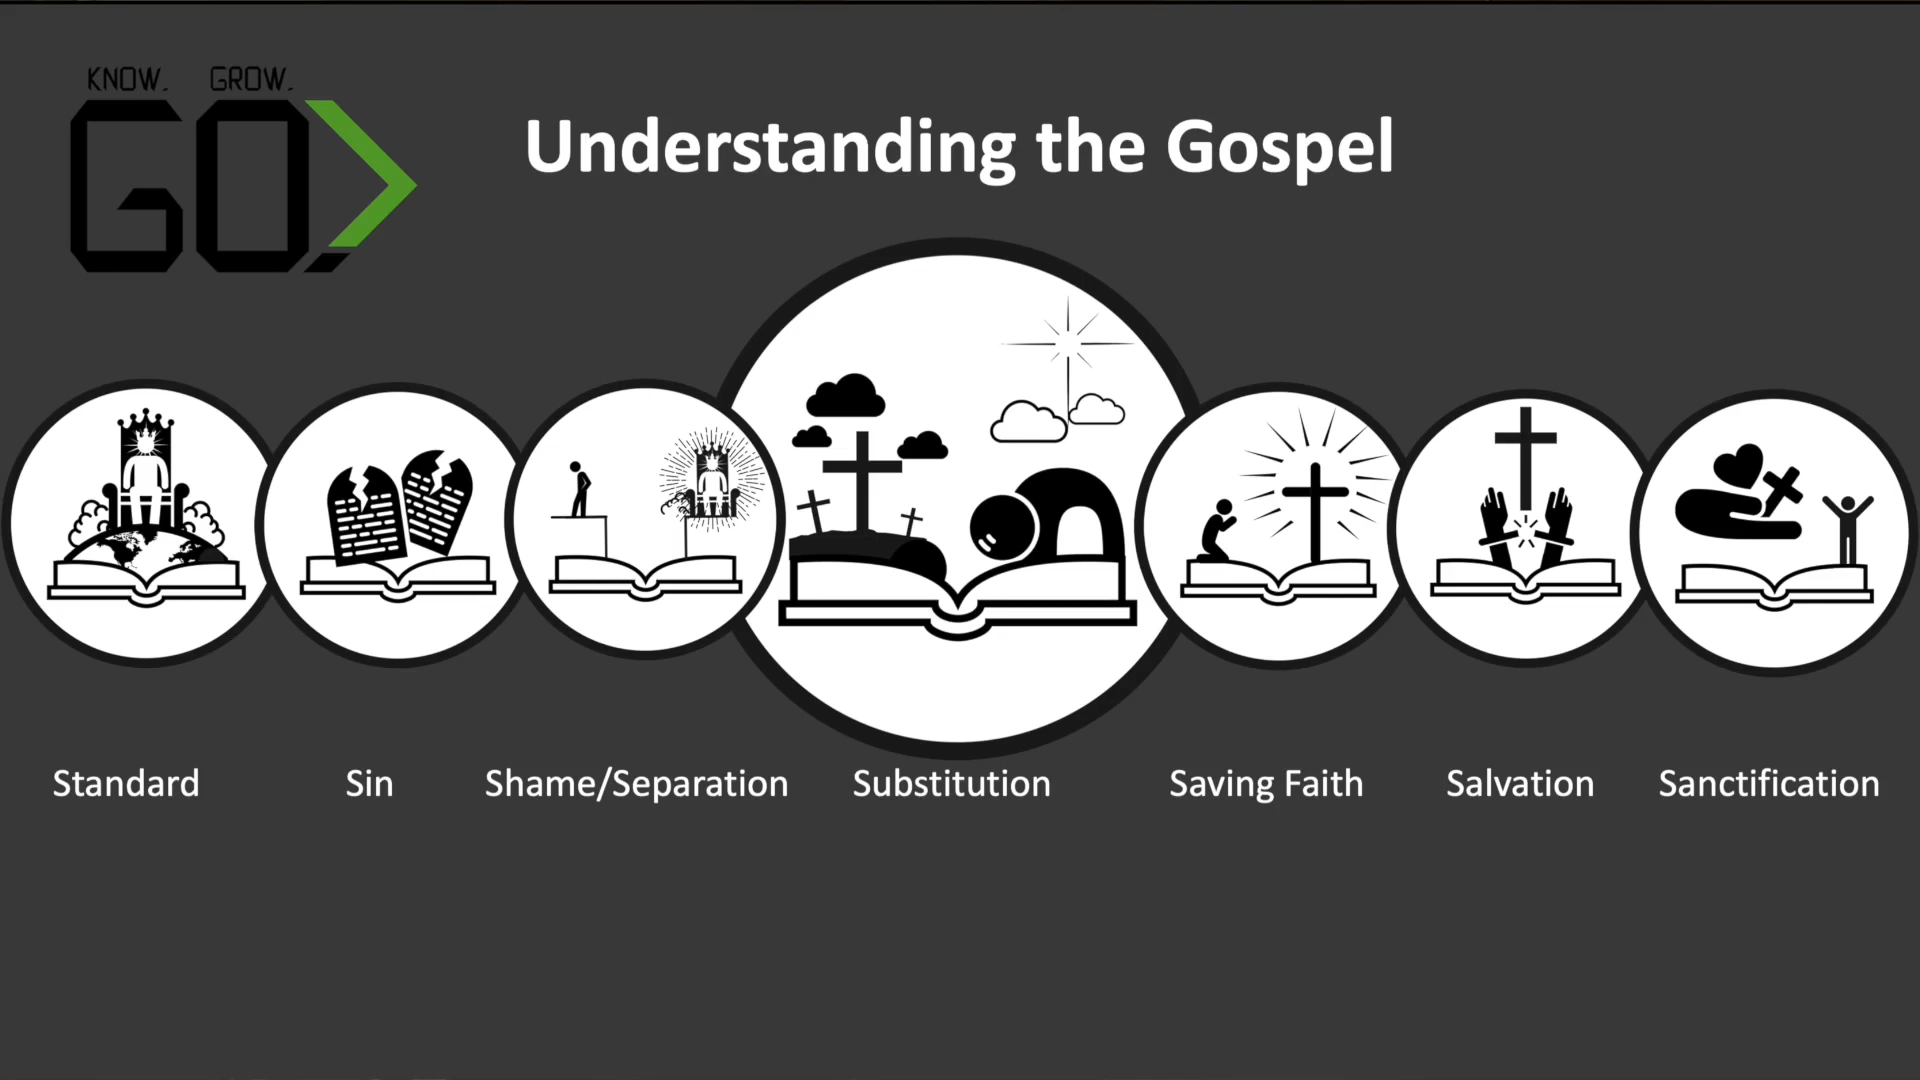 KNOW. GROW.
GO.
Understanding the Gospel
Standard
Sin
Shame/Separation
Substitution
Saving Faith
Salvation
Sanctification